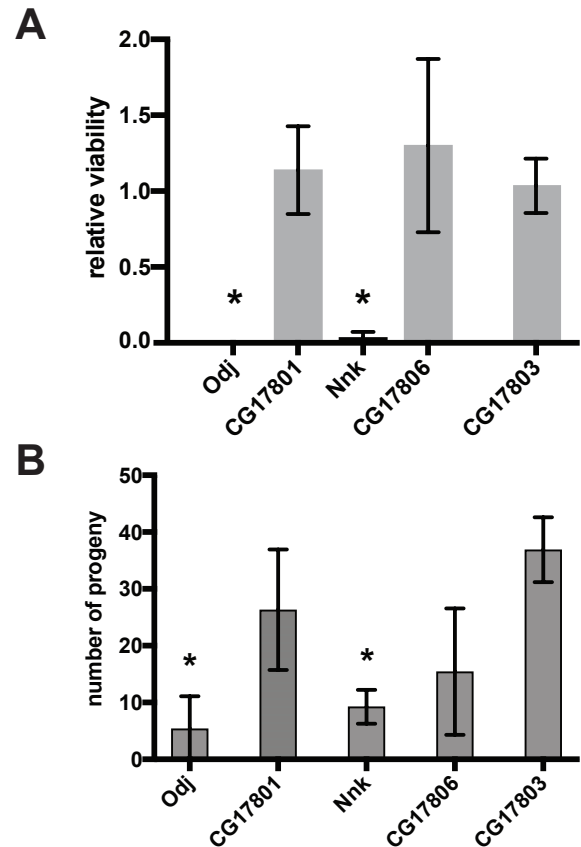 A
relative viability
2.0
1.5
1.0
0.5
0.0
*
*
Odj
CG17801
Nnk
CG17806
CG17803
B
number of progeny
50
40
30
20
10
0
*
*
Odj
CG17801
Nnk
CG17806
CG17803